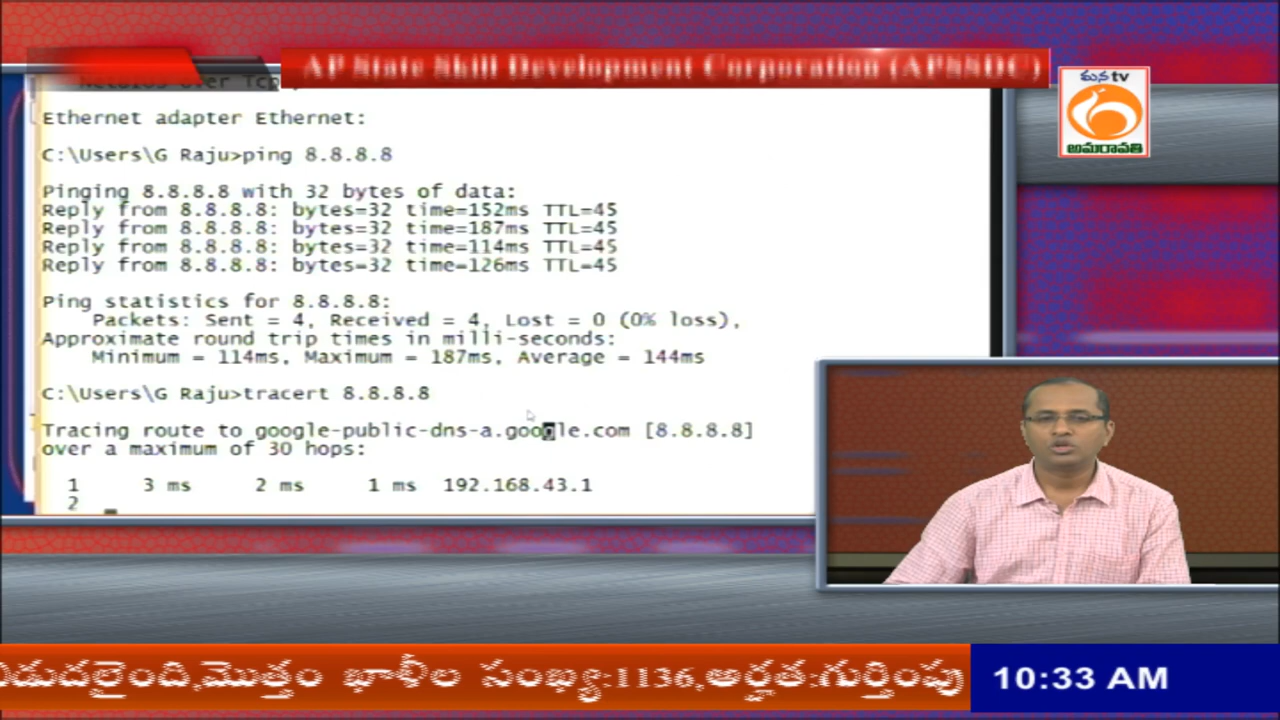 AP State Skill Development Corporation (APSSDC)
మన tv
అమరావతి
Ethernet adapter Ethernet:
C:\Users\G Raju>ping 8.8.8.8
Pinging 8.8.8.8 with 32 bytes of data:
Reply from 8.8.8.8: bytes=32 time=152ms TTL=45
Reply from 8.8.8.8: bytes=32 time=187ms TTL=45
Reply from 8.8.8.8: bytes=32 time=114ms TTL=45
Reply from 8.8.8.8: bytes=32 time=126ms TTL=45
Ping statistics for 8.8.8.8:
Packets: Sent = 4, Received = 4, Lost = 0 (0% loss),
Approximate round trip times in milli-seconds:
Minimum = 114ms, Maximum = 187ms, Average = 144ms
C:\Users\G Raju>tracert 8.8.8.8
Tracing route to google-public-dns-a.google.com [8.8.8.8]
over a maximum of 30 hops:
1 3 ms 2 ms 1 ms 192.168.43.1
2
మొత్తం ఖాళీల సంఖ్య:1136,అర్హత:గుర్తింపు
10:33 AM